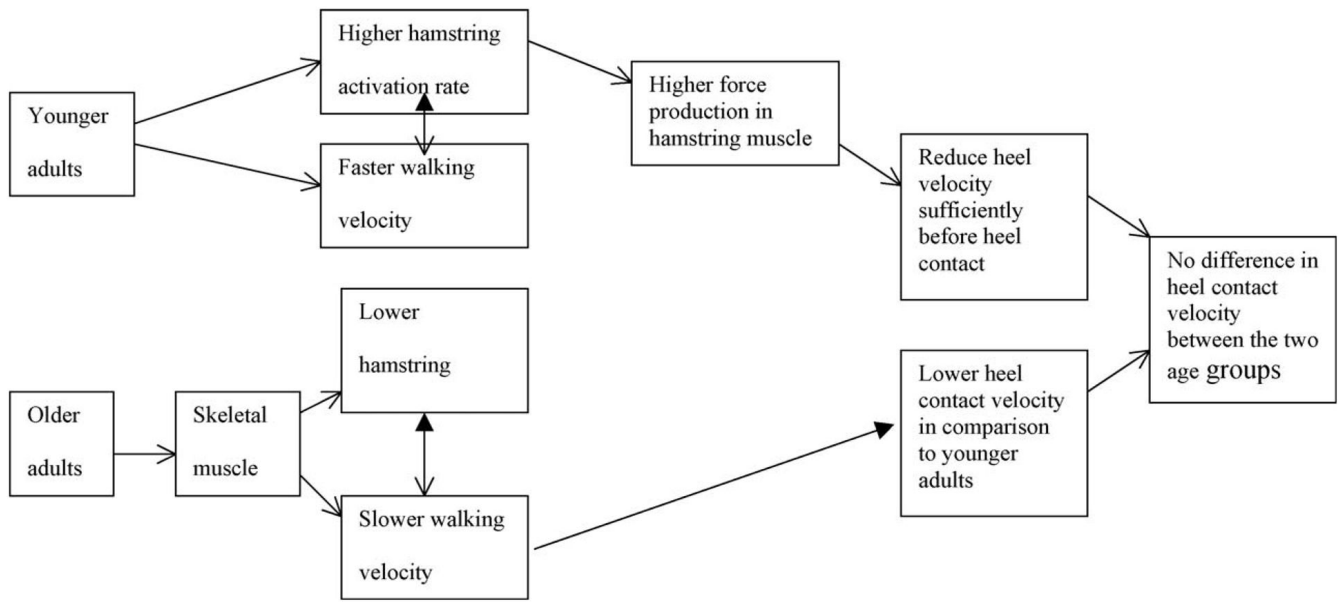 Younger
adults
Higher hamstring
activation rate
Faster walking
velocity
Higher force
production in
hamstring muscle
Reduce heel
velocity
sufficiently
before heel
contact
No difference in
heel contact
velocity
between the two
age groups
Older
adults
Skeletal
muscle
Lower
hamstring
Slower walking
velocity
Lower heel
contact velocity
in comparison
to younger
adults